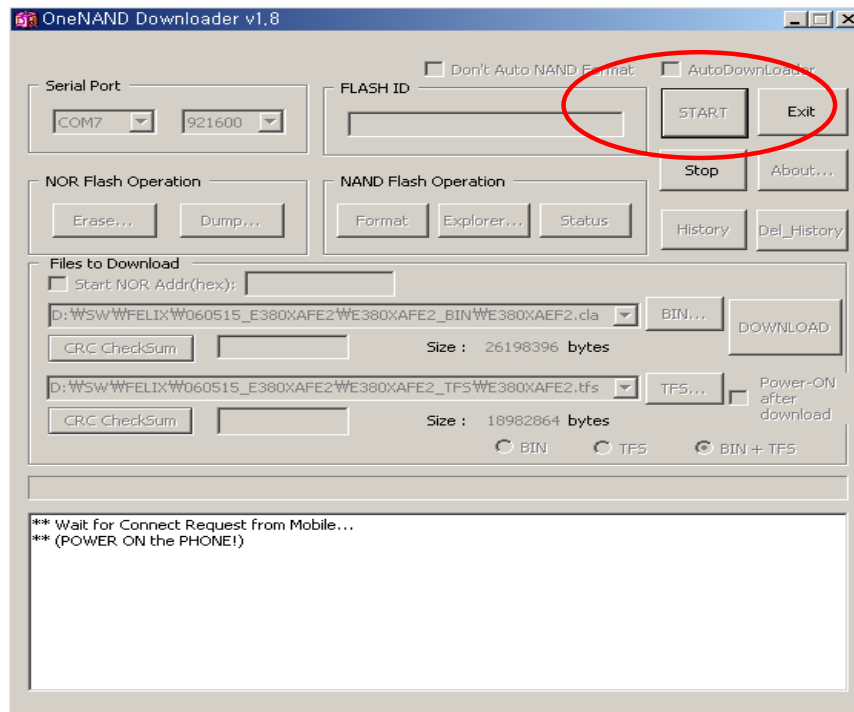 OneNAND Downloader v1,8
Don't Auto NAND Format
AutoDownLoader
Serial Port
COM7
921600
FLASH ID
START
Exit
Stop
About...
NOR Flash Operation
Erase...
Dump...
NAND Flash Operation
Format
Explorer...
Status
History
Del_History
Files to Download
Start NOR Addr(hex):
D:₩SW₩FELIX₩060515_E380XAFE2₩E380XAFE2_BIN₩E380XAEF2.cla
BIN...
DOWNLOAD
CRC CheckSum
Size : 26198396 bytes
D:₩SW₩FELIX₩060515_E380XAFE2₩E380XAFE2_TFS₩E380XAFE2.tfs
TFS...
Power-ON
after
download
CRC CheckSum
Size : 18982864 bytes
BIN
TFS
BIN + TFS
** Wait for Connect Request from Mobile...
** (POWER ON the PHONE!)